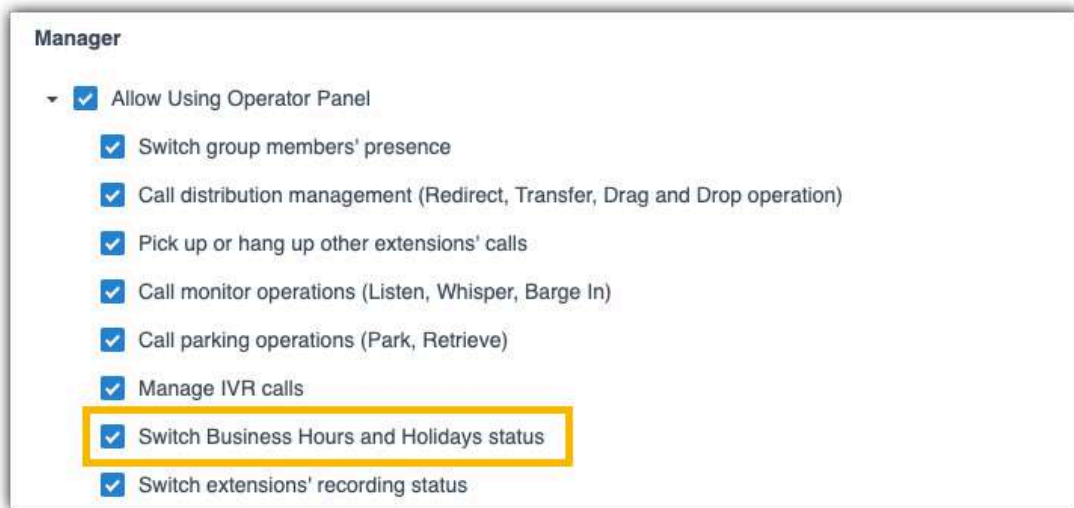 Manager
Allow Using Operator Panel
Switch group members' presence
Call distribution management (Redirect, Transfer, Drag and Drop operation)
Pick up or hang up other extensions' calls
Call monitor operations (Listen, Whisper, Barge In)
Call parking operations (Park, Retrieve)
Manage IVR calls
Switch Business Hours and Holidays status
Switch extensions' recording status